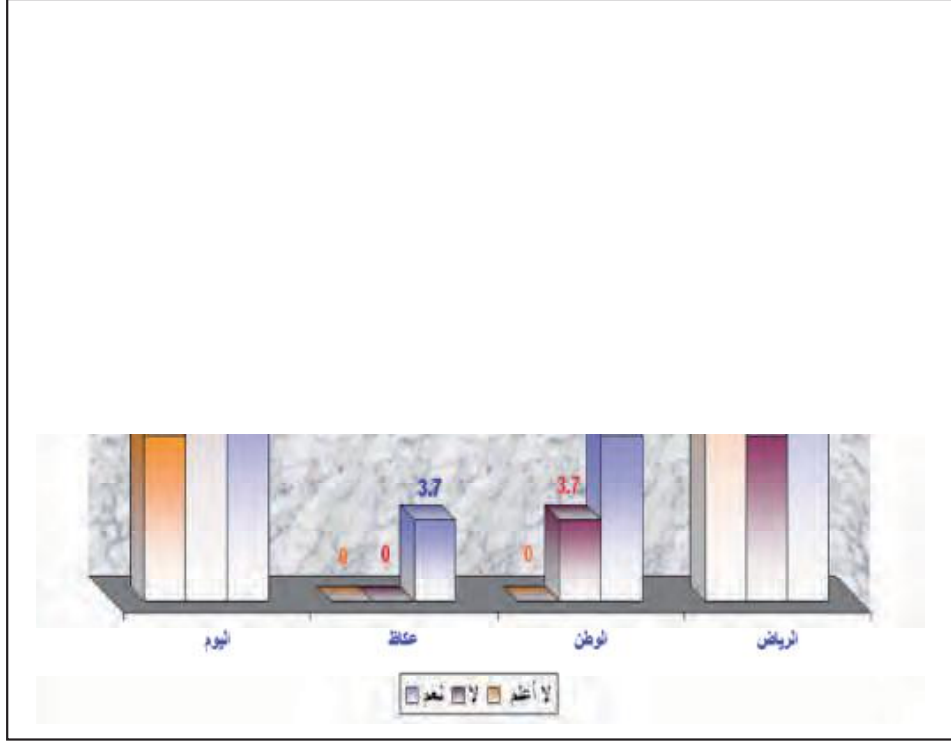 3.7
3.7
0
0
0
الرياض
الوطن
عكاظ
اليوم
نعم
لا
لا أعلم